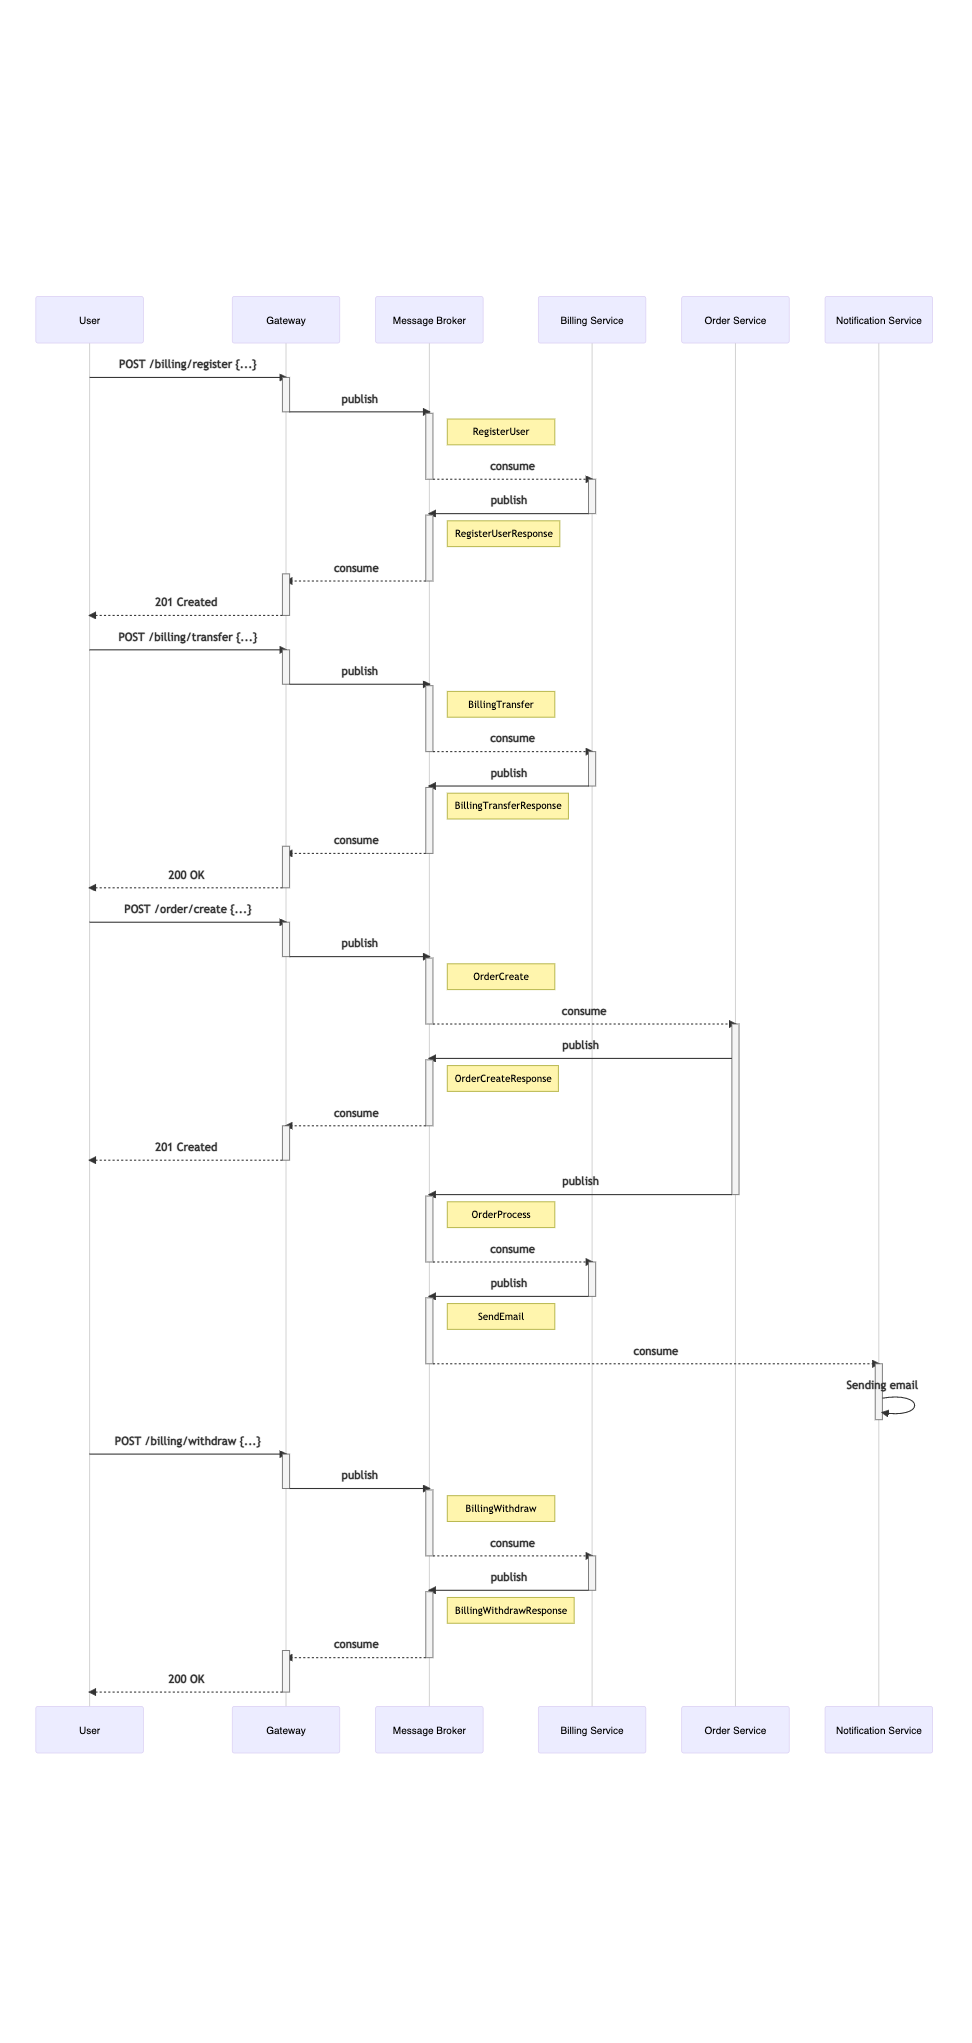 User
Gateway
Message Broker
Billing Service
Order Service
Notification Service
POST /billing/register {...}
publish
RegisterUser
consume
publish
RegisterUserResponse
consume
201 Created
POST /billing/transfer {...}
publish
BillingTransfer
consume
publish
BillingTransferResponse
consume
200 OK
POST /order/create {...}
publish
OrderCreate
consume
publish
OrderCreateResponse
consume
201 Created
publish
OrderProcess
consume
publish
SendEmail
consume
Sending email
POST /billing/withdraw {...}
publish
BillingWithdraw
consume
publish
BillingWithdrawResponse
consume
200 OK
User
Gateway
Message Broker
Billing Service
Order Service
Notification Service